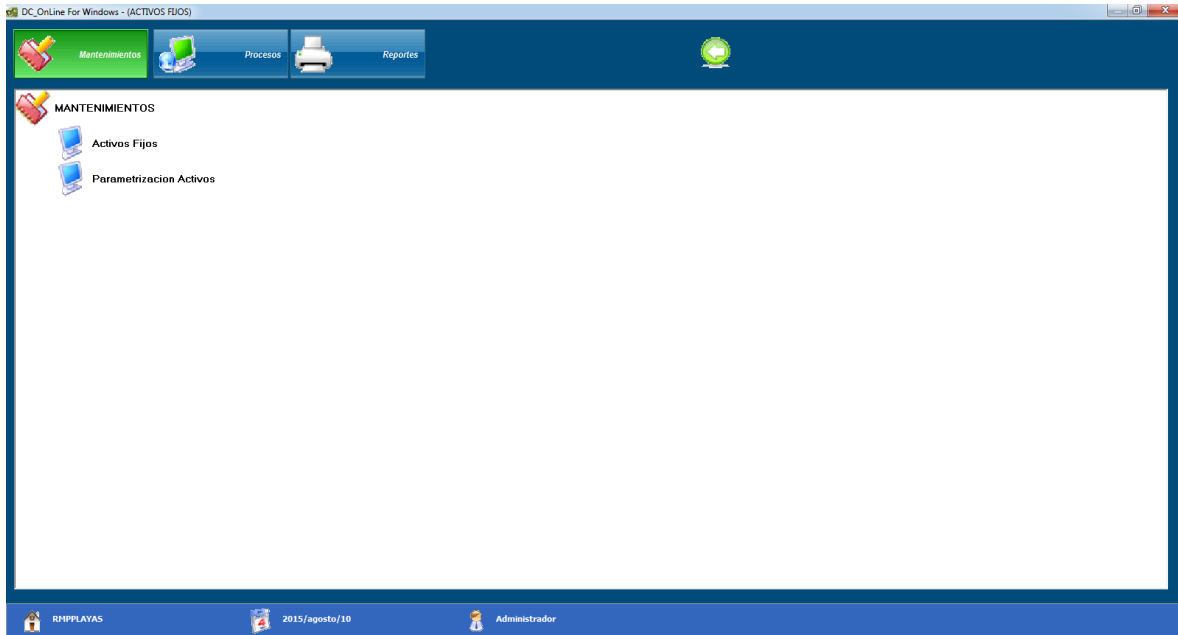 DC_OnLine For Windows - (ACTIVOS FIJOS)
Mantenimientos Procesos Reportes
MANTENIMIENTOS
Activos Fijos
Parametrizacion Activos
RMPPLAYAS 2015/agosto/10 Administrador